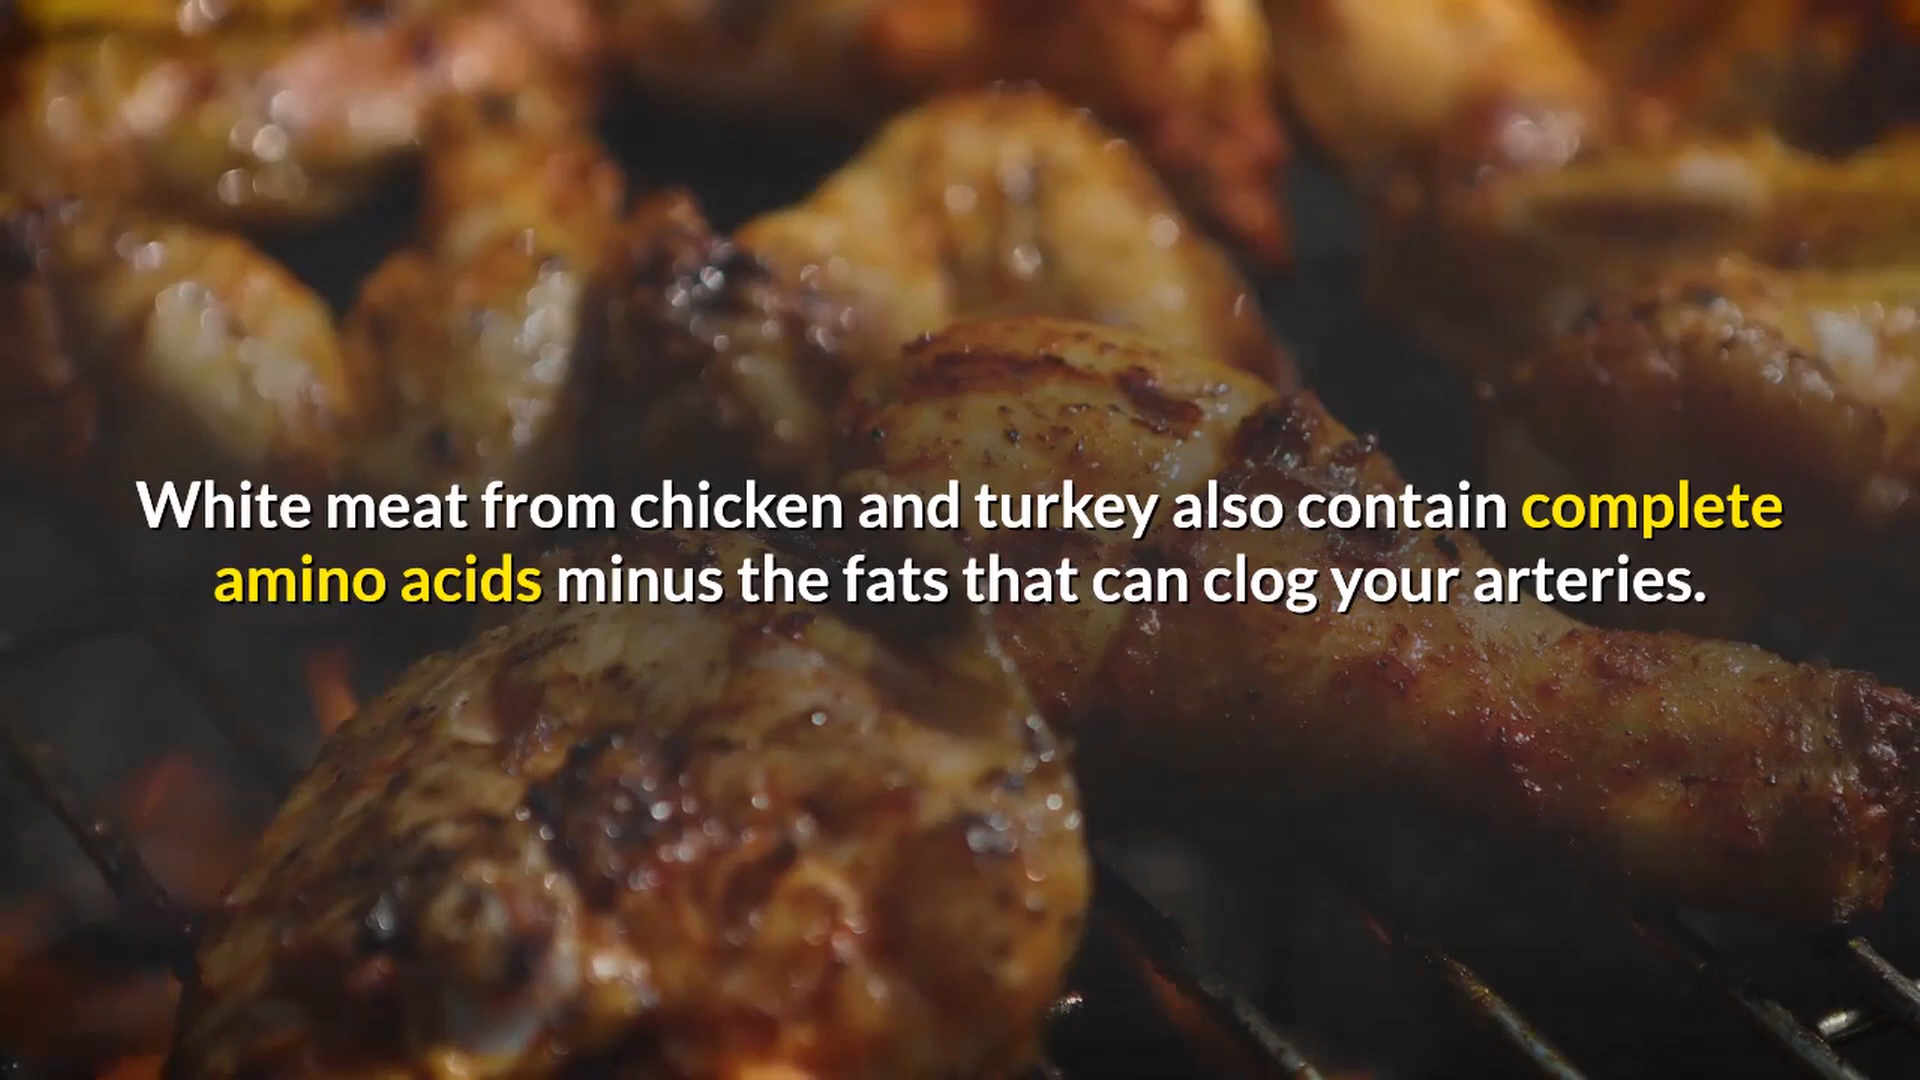 White meat from chicken and turkey also contain complete
amino acids minus the fats that can clog your arteries.